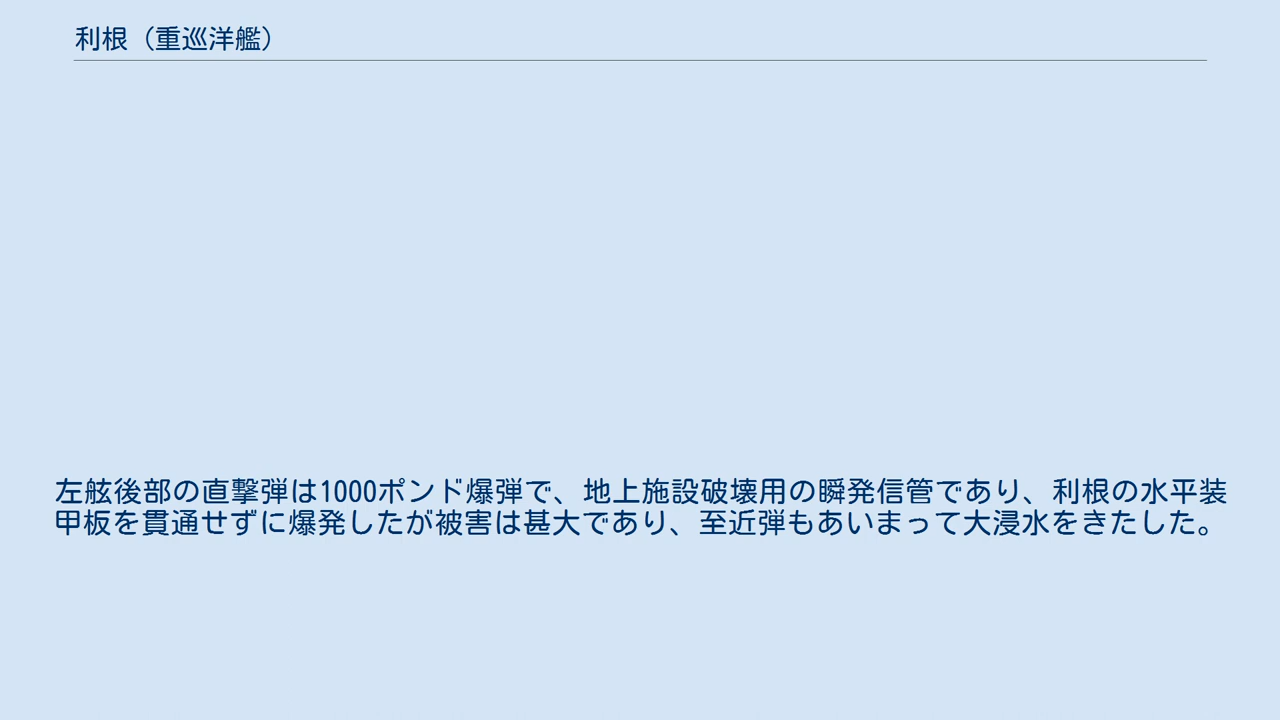 利根（重巡洋艦）
左舷後部の直撃弾は1000ポンド爆弾で、地上施設破壊用の瞬発信管であり、利根の水平装
甲板を貫通せずに爆発したが被害は甚大であり、至近弾もあいまって大浸水をきたした。